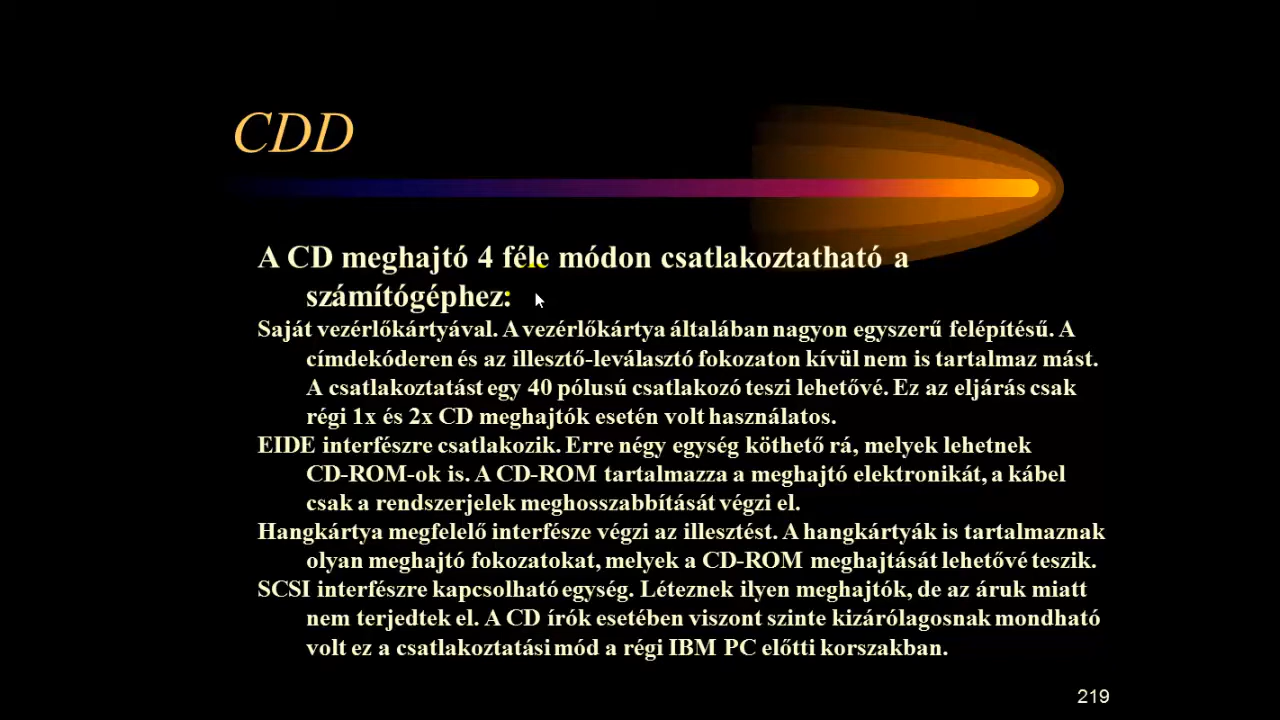 CDD
A CD meghajtó 4 féle módon csatlakoztatható a
számítógéphez:
Saját vezérlőkártyával. A vezérlőkártya általában nagyon egyszerű felépítésű. A
címdekóderen és az illesztő-leválasztó fokozaton kívül nem is tartalmaz mást.
A csatlakoztatást egy 40 pólusú csatlakozó teszi lehetővé. Ez az eljárás csak
régi 1x és 2x CD meghajtók esetén volt használatos.
EIDE interfészre csatlakozik. Erre négy egység köthető rá, melyek lehetnek
CD-ROM-ok is. A CD-ROM tartalmazza a meghajtó elektronikát, a kábel
csak a rendszerjelek meghosszabbítását végzi el.
Hangkártya megfelelő interfésze végzi az illesztést. A hangkártyák is tartalmaznak
olyan meghajtó fokozatokat, melyek a CD-ROM meghajtását lehetővé teszik.
SCSI interfészre kapcsolható egység. Léteznek ilyen meghajtók, de az áruk miatt
nem terjedtek el. A CD írók esetében viszont szinte kizárólagosnak mondható
volt ez a csatlakoztatási mód a régi IBM PC előtti korszakban.
219